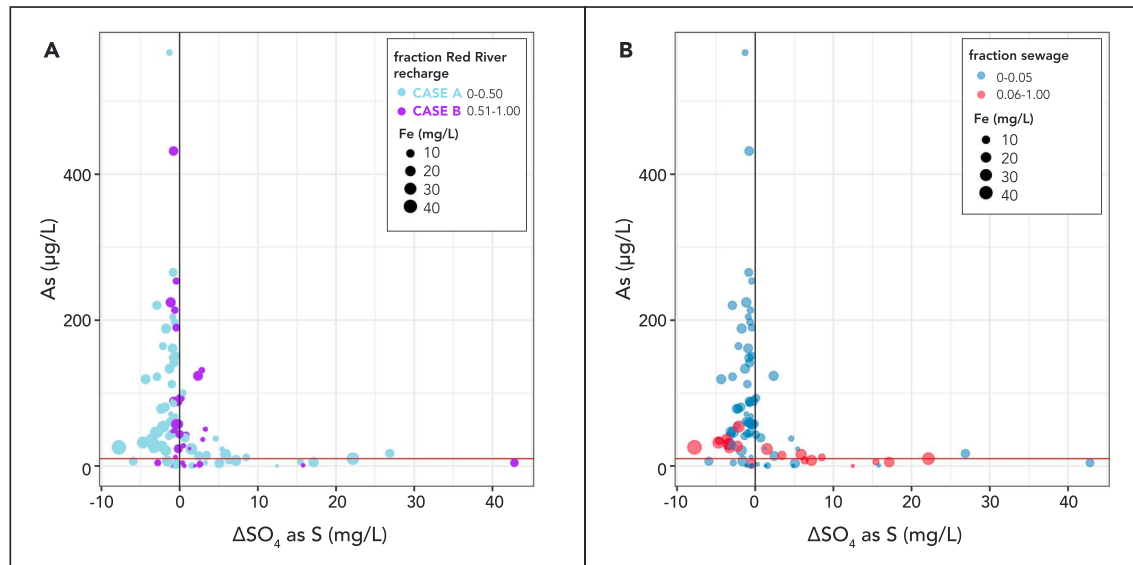 A
fraction Red River
recharge
CASE A 0-0.50
CASE B 0.51-1.00
Fe (mg/L)
10
20
30
40
As (µg/L)
400
200
0
-10
0
10
20
30
40
ΔSO4 as S (mg/L)
B
fraction sewage
0-0.05
0.06-1.00
Fe (mg/L)
10
20
30
40
As (µg/L)
400
200
0
-10
0
10
20
30
40
ΔSO4 as S (mg/L)